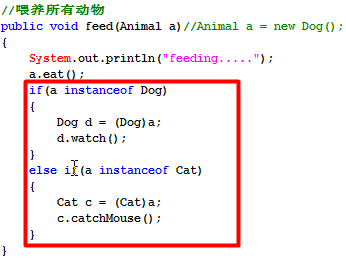 //喂养所有动物
public void feed(Animal a)//Animal a = new Dog();
{
System.out.println("feeding.....");
a.eat();
if(a instanceof Dog)
{
Dog d = (Dog)a;
d.watch();
}
else if(a instanceof Cat)
{
Cat c = (Cat)a;
c.catchMouse();
}
}